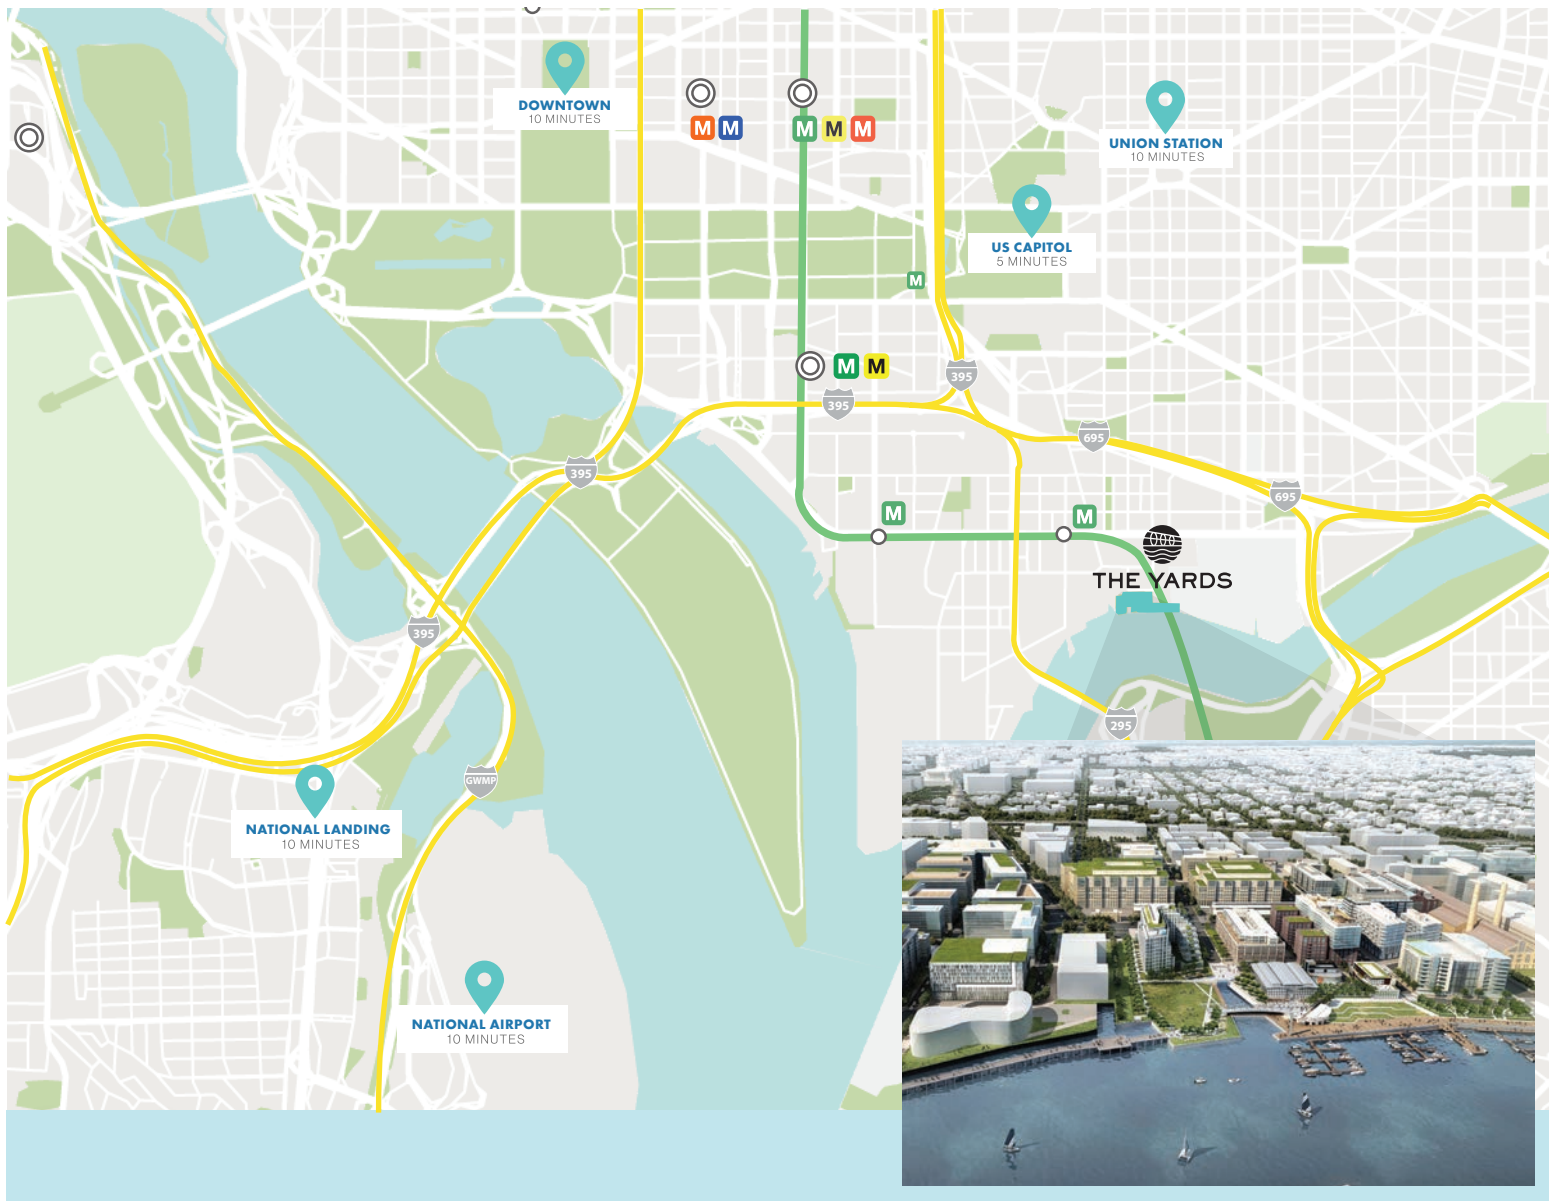 DOWNTOWN
10 MINUTES
M M
M M M
UNION STATION
10 MINUTES
US CAPITOL
5 MINUTES
M
M M
395
395
695
395
695
M
M
THE YARDS
395
295
GWMP
NATIONAL LANDING
10 MINUTES
NATIONAL AIRPORT
10 MINUTES